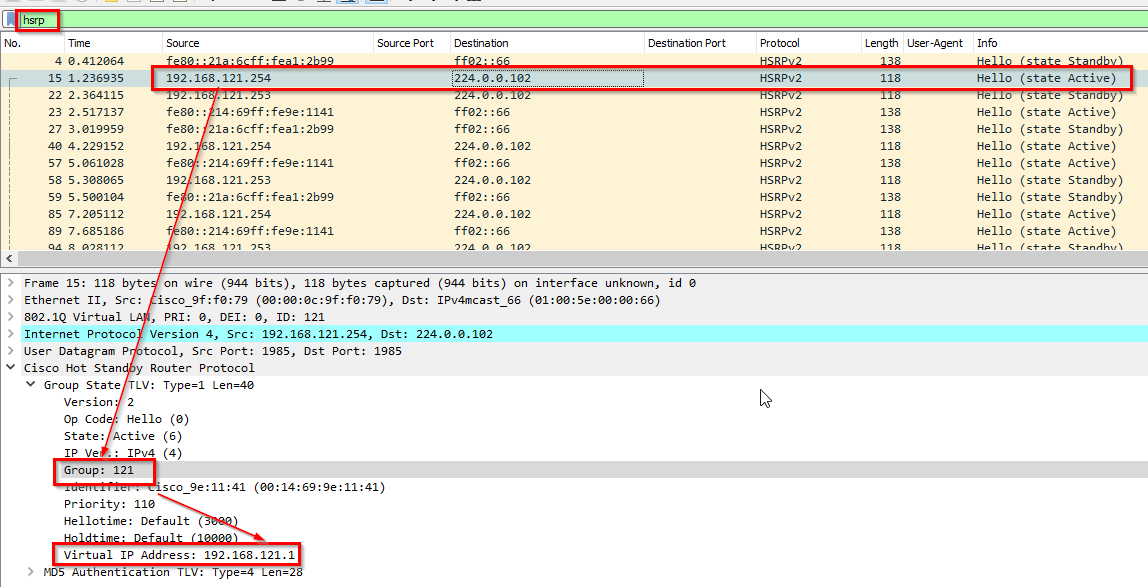 hsrp
No. Time Source Source Port Destination Destination Port Protocol Length User-Agent Info
4 0.412064 fe80::21a:6cff:fea1:2b99 ff02::66 HSRPv2 138 Hello (state Standby)
15 1.236935 192.168.121.254 224.0.0.102 HSRPv2 118 Hello (state Active)
22 2.364115 192.168.121.253 224.0.0.102 HSRPv2 118 Hello (state Standby)
23 2.517137 fe80::214:69ff:fe9e:1141 ff02::66 HSRPv2 138 Hello (state Active)
27 3.019959 fe80::21a:6cff:fea1:2b99 ff02::66 HSRPv2 138 Hello (state Standby)
40 4.229152 192.168.121.254 224.0.0.102 HSRPv2 118 Hello (state Active)
57 5.061028 fe80::214:69ff:fe9e:1141 ff02::66 HSRPv2 138 Hello (state Active)
58 5.308065 192.168.121.253 224.0.0.102 HSRPv2 118 Hello (state Standby)
59 5.500104 fe80::21a:6cff:fea1:2b99 ff02::66 HSRPv2 138 Hello (state Standby)
85 7.205112 192.168.121.254 224.0.0.102 HSRPv2 118 Hello (state Active)
89 7.685186 fe80::214:69ff:fe9e:1141 ff02::66 HSRPv2 138 Hello (state Active)
94 8.028112 192.168.121.253 224.0.0.102 HSRPv2 118 Hello (state Standby)
Frame 15: 118 bytes on wire (944 bits), 118 bytes captured (944 bits) on interface unknown, id 0
Ethernet II, Src: Cisco_9f:f0:79 (00:00:0c:9f:f0:79), Dst: IPv4mcast_66 (01:00:5e:00:00:66)
802.1Q Virtual LAN, PRI: 0, DEI: 0, ID: 121
Internet Protocol Version 4, Src: 192.168.121.254, Dst: 224.0.0.102
User Datagram Protocol, Src Port: 1985, Dst Port: 1985
Cisco Hot Standby Router Protocol
Group State TLV: Type=1 Len=40
Version: 2
Op Code: Hello (0)
State: Active (6)
IP Ver.: IPv4 (4)
Group: 121
Identifier: Cisco_9e:11:41 (00:14:69:9e:11:41)
Priority: 110
Hellotime: Default (3000)
Holdtime: Default (10000)
Virtual IP Address: 192.168.121.1
MD5 Authentication TLV: Type=4 Len=28